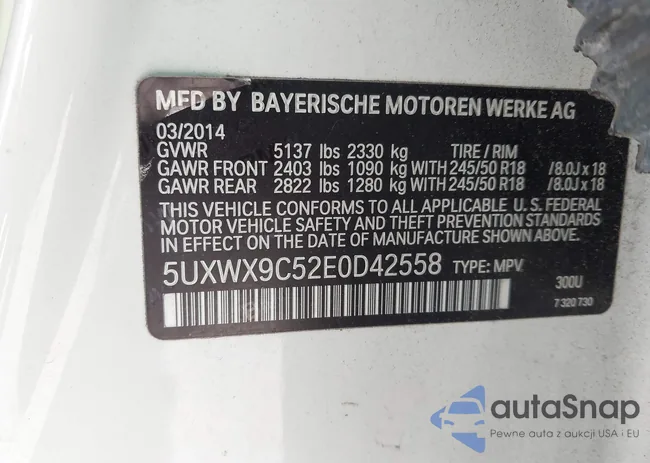 MFD BY BAYERISCHE MOTOREN WERKE AG
03/2014
GVWR 5137 lbs 2330 kg TIRE / RIM
GAWR FRONT 2403 lbs 1090 kg WITH 245/50 R18 /8.0J x 18
GAWR REAR 2822 lbs 1280 kg WITH 245/50 R18 /8.0J x 18
THIS VEHICLE CONFORMS TO ALL APPLICABLE U. S. FEDERAL
MOTOR VEHICLE SAFETY AND THEFT PREVENTION STANDARDS
IN EFFECT ON THE DATE OF MANUFACTURE SHOWN ABOVE.
5UXWX9C52E0D42558 TYPE: MPV
300U
7 320 730
autaSnap
Pewne auta z aukcji USA i EU